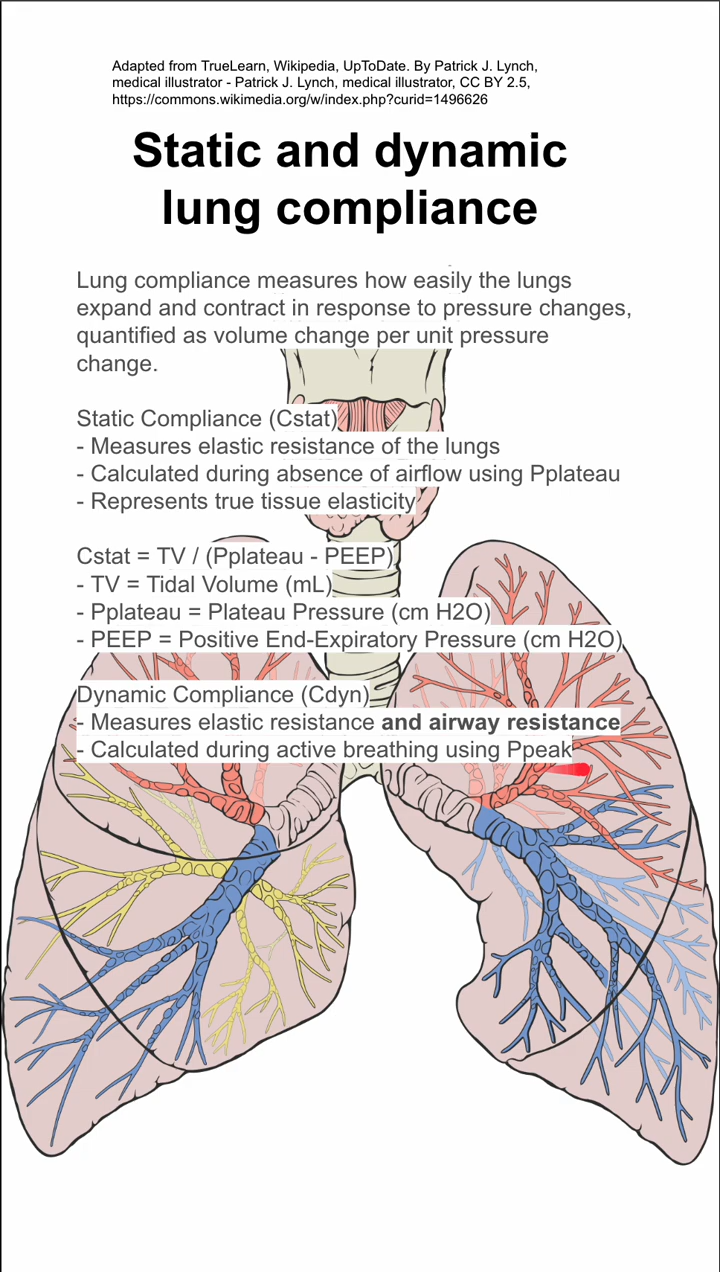 Adapted from TrueLearn, Wikipedia, UpToDate. By Patrick J. Lynch,
medical illustrator - Patrick J. Lynch, medical illustrator, CC BY 2.5,
https://commons.wikimedia.org/w/index.php?curid=1496626
Static and dynamic
lung compliance
Lung compliance measures how easily the lungs
expand and contract in response to pressure changes,
quantified as volume change per unit pressure
change.
Static Compliance (Cstat)
- Measures elastic resistance of the lungs
- Calculated during absence of airflow using Pplateau
- Represents true tissue elasticity
Cstat = TV / (Pplateau - PEEP)
- TV = Tidal Volume (mL)
- Pplateau = Plateau Pressure (cm H2O)
- PEEP = Positive End-Expiratory Pressure (cm H2O)
Dynamic Compliance (Cdyn)
- Measures elastic resistance and airway resistance
- Calculated during active breathing using Ppeak